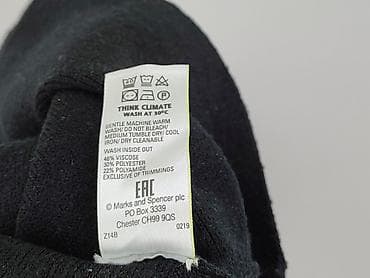 THINK CLIMATE
WASH AT 30°C
GENTLE MACHINE WARM
WASH/ DO NOT BLEACH/
MEDIUM TUMBLE DRY/ COOL
IRON/ DRY CLEANABLE
WASH INSIDE OUT
48% VISCOSE
30% POLYESTER
22% POLYAMIDE
EXCLUSIVE OF TRIMMINGS
EAC
© Marks and Spencer plc
PO Box 3339
Chester CH99 9QS
Z14B 0219